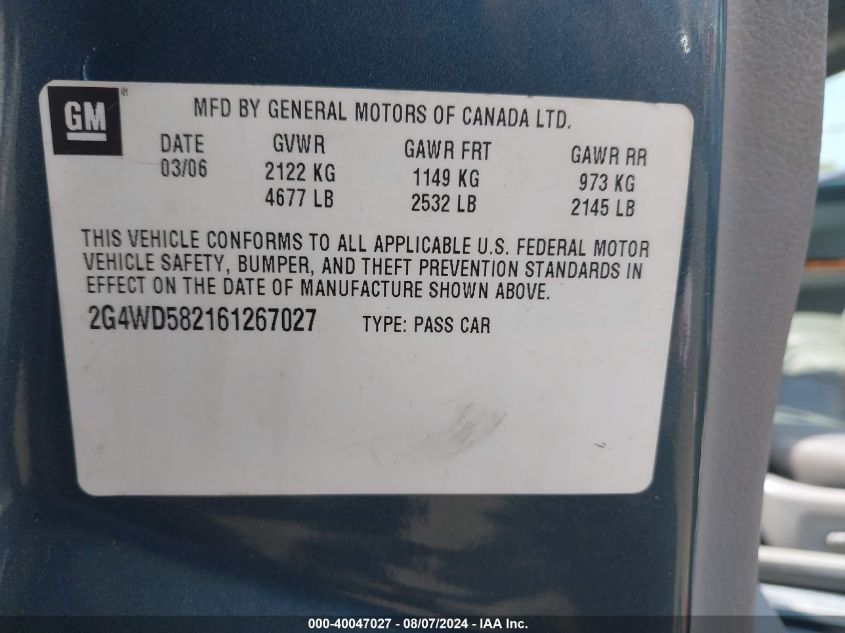 GM ®
MFD BY GENERAL MOTORS OF CANADA LTD.
DATE GVWR GAWR FRT GAWR RR
03/06 2122 KG 1149 KG 973 KG
4677 LB 2532 LB 2145 LB
THIS VEHICLE CONFORMS TO ALL APPLICABLE U.S. FEDERAL MOTOR
VEHICLE SAFETY, BUMPER, AND THEFT PREVENTION STANDARDS IN
EFFECT ON THE DATE OF MANUFACTURE SHOWN ABOVE.
2G4WD582161267027 TYPE: PASS CAR
000-40047027 - 08/07/2024 - IAA Inc.